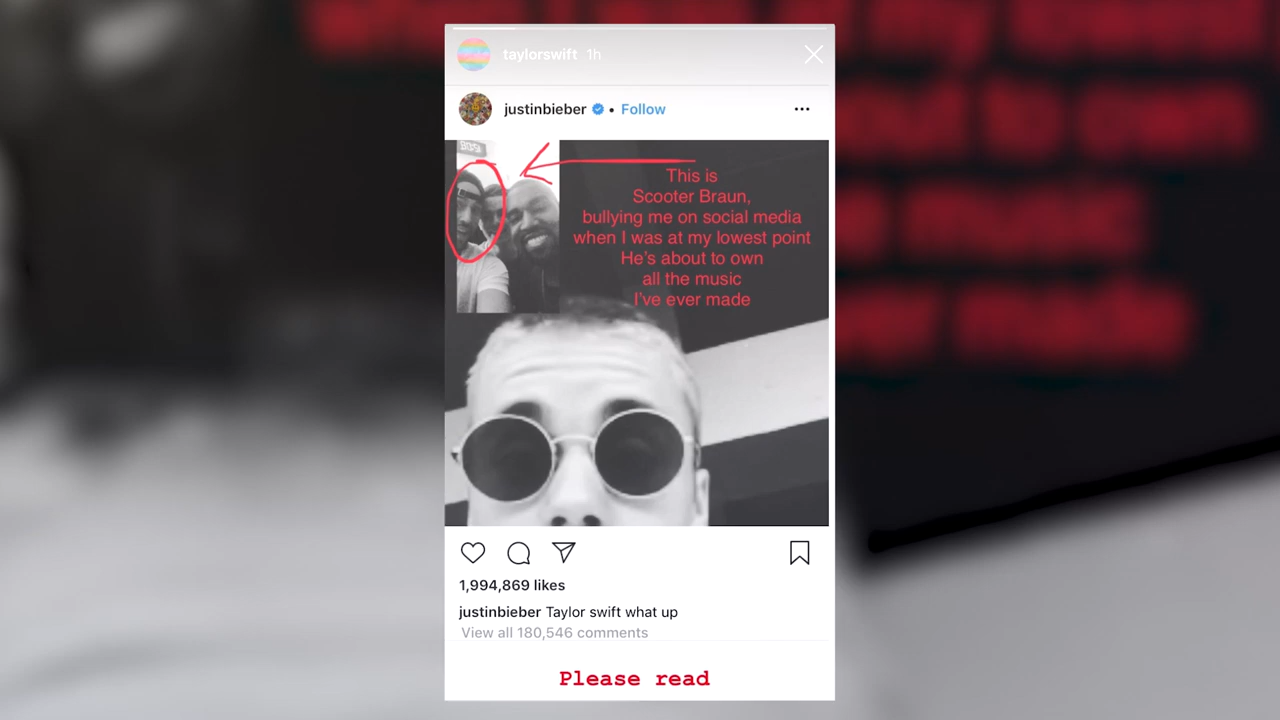 taylorswift 1h
justinbieber • Follow
This is
Scooter Braun,
bullying me on social media
when I was at my lowest point
He's about to own
all the music
I've ever made
1,994,869 likes
justinbieber Taylor swift what up
View all 180,546 comments
Please read